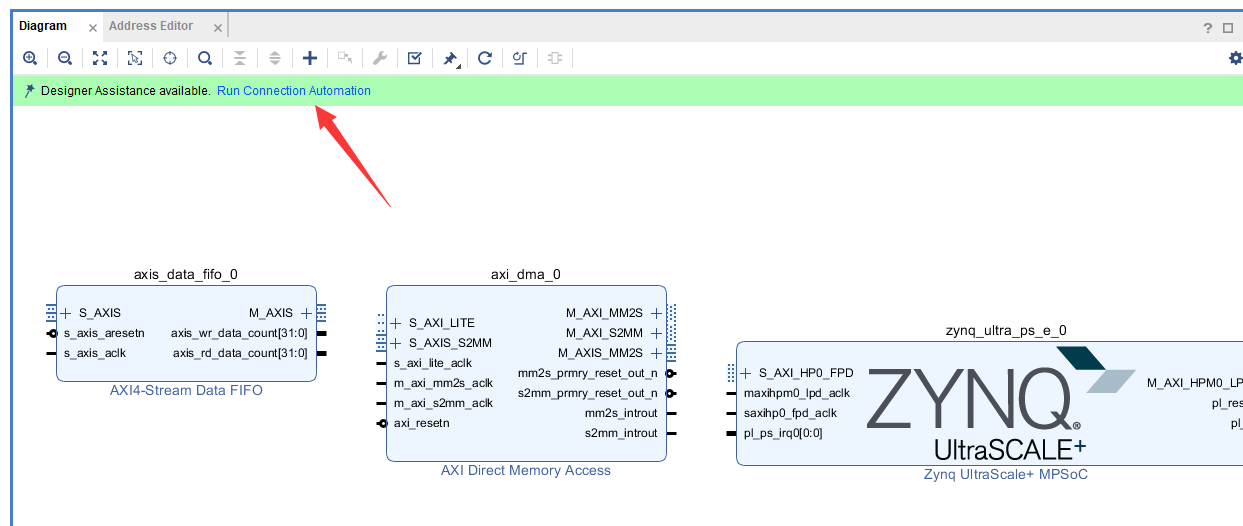 Diagram × Address Editor × ?
Designer Assistance available. Run Connection Automation
axis_data_fifo_0
S_AXIS M_AXIS
s_axis_aresetn axis_wr_data_count[31:0]
s_axis_aclk axis_rd_data_count[31:0]
AXI4-Stream Data FIFO
axi_dma_0
S_AXI_LITE
S_AXIS_S2MM
s_axi_lite_aclk
m_axi_mm2s_aclk
m_axi_s2mm_aclk
axi_resetn
M_AXI_MM2S
M_AXI_S2MM
M_AXIS_MM2S
mm2s_prmry_reset_out_n
s2mm_prmry_reset_out_n
mm2s_introut
s2mm_introut
AXI Direct Memory Access
zynq_ultra_ps_e_0
S_AXI_HP0_FPD
maxihpm0_lpd_aclk
saxihp0_fpd_aclk
pl_ps_irq0[0:0]
ZYNQ®
UltraSCALE+
M_AXI_HPM0_LP
pl_res
pl_
Zynq UltraScale+ MPSoC